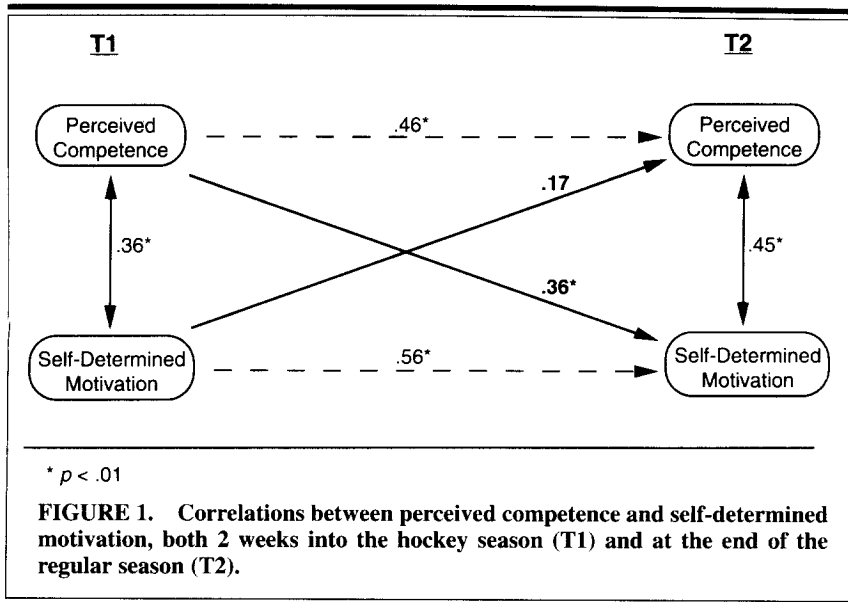 T1
T2
Perceived
Competence
.46*
Perceived
Competence
.17
.36*
.45*
.36*
Self-Determined
Motivation
.56*
Self-Determined
Motivation
* p < .01
FIGURE 1. Correlations between perceived competence and self-determined
motivation, both 2 weeks into the hockey season (T1) and at the end of the
regular season (T2).